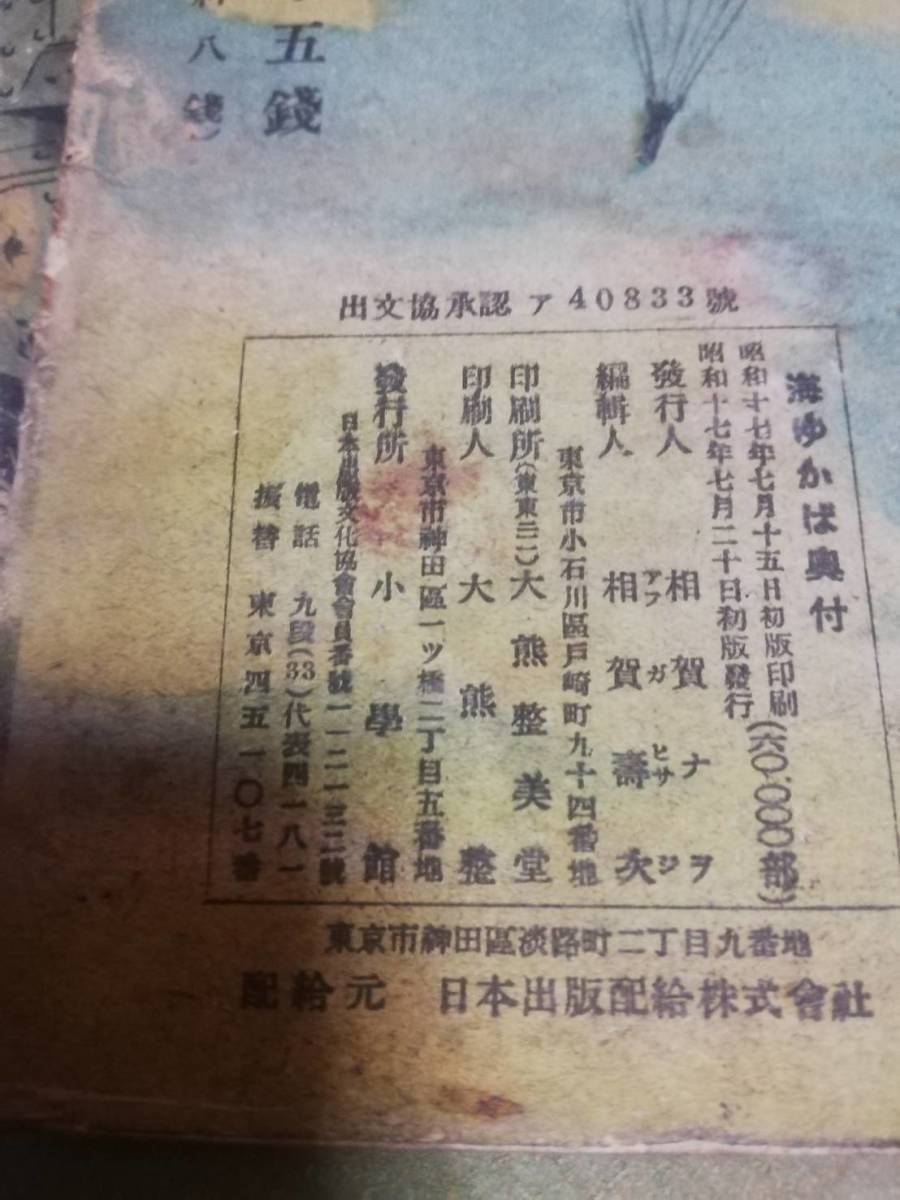 五錢
八錢
出文協承認 ア 40833號
海ゆかば奥付
昭和十七年七月十五日初版印刷
(六〇,〇〇〇部)
昭和十七年七月二十日初版發行
發行人 相賀ナヲ
アフ ガ ヒサ ジ
編輯人 相賀壽次
東京市小石川區戸崎町九十四番地
印刷所(東東三二)大熊整美堂
印刷人 大熊整
東京市神田區一ツ橋二丁目五番地
發行所 小學館
日本出版文化協會會員番號一一二一三二號
電話 九段(33)代表四一八一
振替 東京四五一〇七番
東京市神田區淡路町二丁目九番地
配給元 日本出版配給株式會社